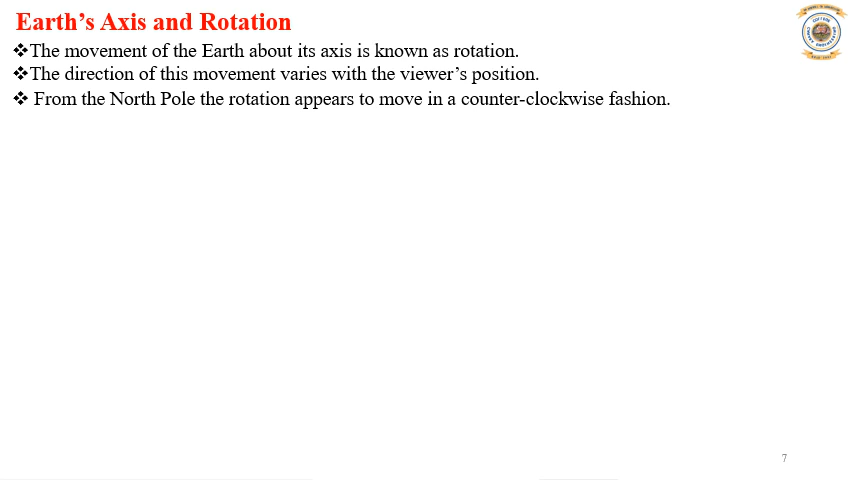 Earth's Axis and Rotation
❖The movement of the Earth about its axis is known as rotation.
❖The direction of this movement varies with the viewer's position.
❖ From the North Pole the rotation appears to move in a counter-clockwise fashion.
7